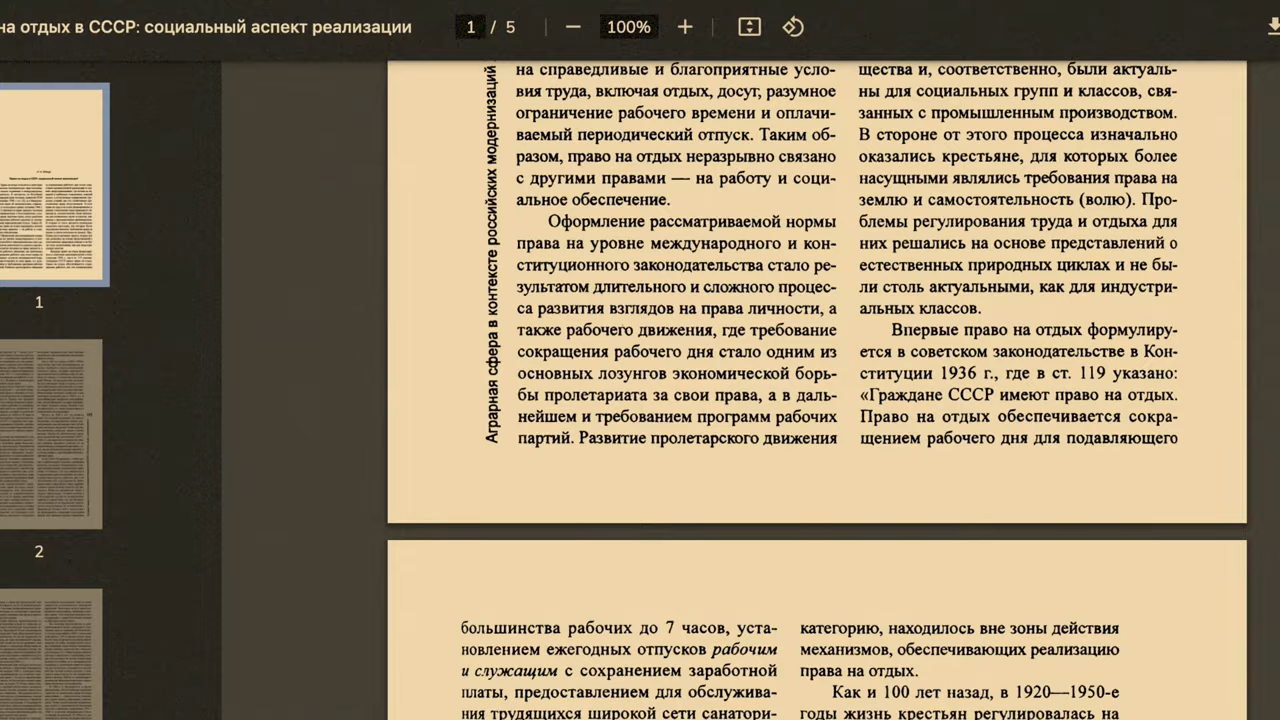 на отдых в СССР: социальный аспект реализации
1 / 5
100%
1
2
Аграрная сфера в контексте российских модернизаций
на справедливые и благоприятные усло-
вия труда, включая отдых, досуг, разумное
ограничение рабочего времени и оплачи-
ваемый периодический отпуск. Таким об-
разом, право на отдых неразрывно связано
с другими правами — на работу и соци-
альное обеспечение.
Оформление рассматриваемой нормы
права на уровне международного и кон-
ституционного законодательства стало ре-
зультатом длительного и сложного процес-
са развития взглядов на права личности, а
также рабочего движения, где требование
сокращения рабочего дня стало одним из
основных лозунгов экономической борь-
бы пролетариата за свои права, а в даль-
нейшем и требованием программ рабочих
партий. Развитие пролетарского движения
щества и, соответственно, были актуаль-
ны для социальных групп и классов, свя-
занных с промышленным производством.
В стороне от этого процесса изначально
оказались крестьяне, для которых более
насущными являлись требования права на
землю и самостоятельность (волю). Про-
блемы регулирования труда и отдыха для
них решались на основе представлений о
естественных природных циклах и не бы-
ли столь актуальными, как для индустри-
альных классов.
Впервые право на отдых формулиру-
ется в советском законодательстве в Кон-
ституции 1936 г., где в ст. 119 указано:
«Граждане СССР имеют право на отдых.
Право на отдых обеспечивается сокра-
щением рабочего дня для подавляющего
большинства рабочих до 7 часов, уста-
новлением ежегодных отпусков рабочим
и служащим с сохранением заработной
платы, предоставлением для обслужива-
ния трудящихся широкой сети санатори-
категорию, находилось вне зоны действия
механизмов, обеспечивающих реализацию
права на отдых.
Как и 100 лет назад, в 1920—1950-е
годы жизнь крестьян регулировалась на